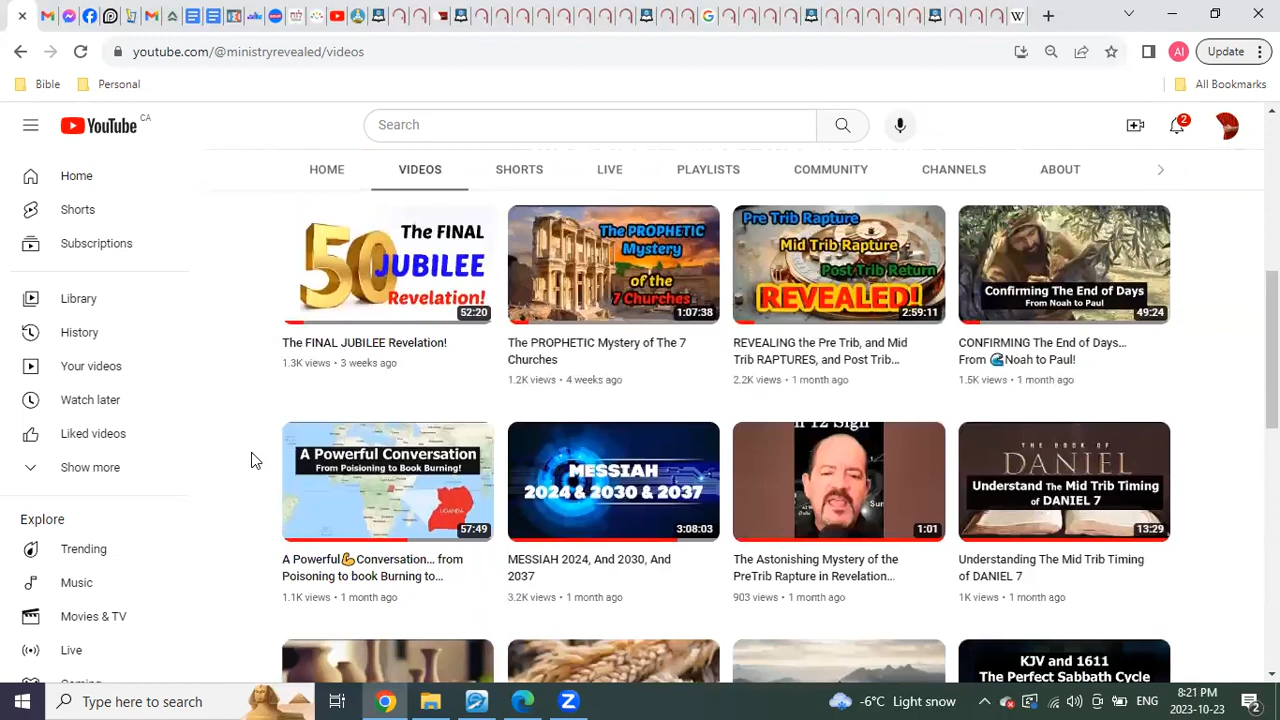 youtube.com/@ministryrevealed/videos
Update
Bible
Personal
All Bookmarks
YouTube CA
Search
2
HOME
VIDEOS
SHORTS
LIVE
PLAYLISTS
COMMUNITY
CHANNELS
ABOUT
Home
Shorts
Subscriptions
Library
History
Your videos
Watch later
Liked videos
Show more
Explore
Trending
Music
Movies & TV
Live
50
The FINAL
JUBILEE
Revelation!
52:20
The FINAL JUBILEE Revelation!
1.3K views • 3 weeks ago
The PROPHETIC
Mystery
of the
7 Churches
1:07:38
The PROPHETIC Mystery of The 7
Churches
1.2K views • 4 weeks ago
Pre Trib Rapture
Mid Trib Rapture
Post Trib Return
REVEALED!
2:59:11
REVEALING the Pre Trib, and Mid
Trib RAPTURES, and Post Trib...
2.2K views • 1 month ago
Confirming The End of Days
From Noah to Paul
49:24
CONFIRMING The End of Days...
From 🌊Noah to Paul!
1.5K views • 1 month ago
A Powerful Conversation
From Poisioning to Book Burning!
UGANDA
57:49
A Powerful💪Conversation... from
Poisoning to book Burning to...
1.1K views • 1 month ago
MESSIAH
2024 & 2030 & 2037
3:08:03
MESSIAH 2024, And 2030, And
2037
3.2K views • 1 month ago
12 Sign
1:01
The Astonishing Mystery of the
PreTrib Rapture in Revelation...
903 views • 1 month ago
THE BOOK OF
DANIEL
Understand The Mid Trib Timing
of DANIEL 7
13:29
Understanding The Mid Trib Timing
of DANIEL 7
1K views • 1 month ago
KJV and 1611
The Perfect Sabbath Cycle
Type here to search
-6°C Light snow
ENG
8:21 PM
2023-10-23
2